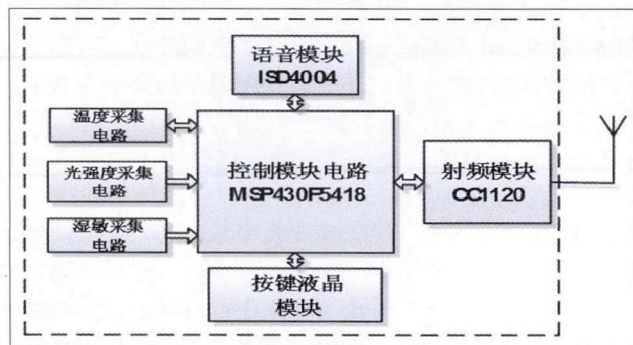 语音模块
ISD4004
温度采集
电路
光强度采集
电路
湿敏采集
电路
控制模块电路
MSP430F5418
射频模块
CC1120
按键液晶
模块